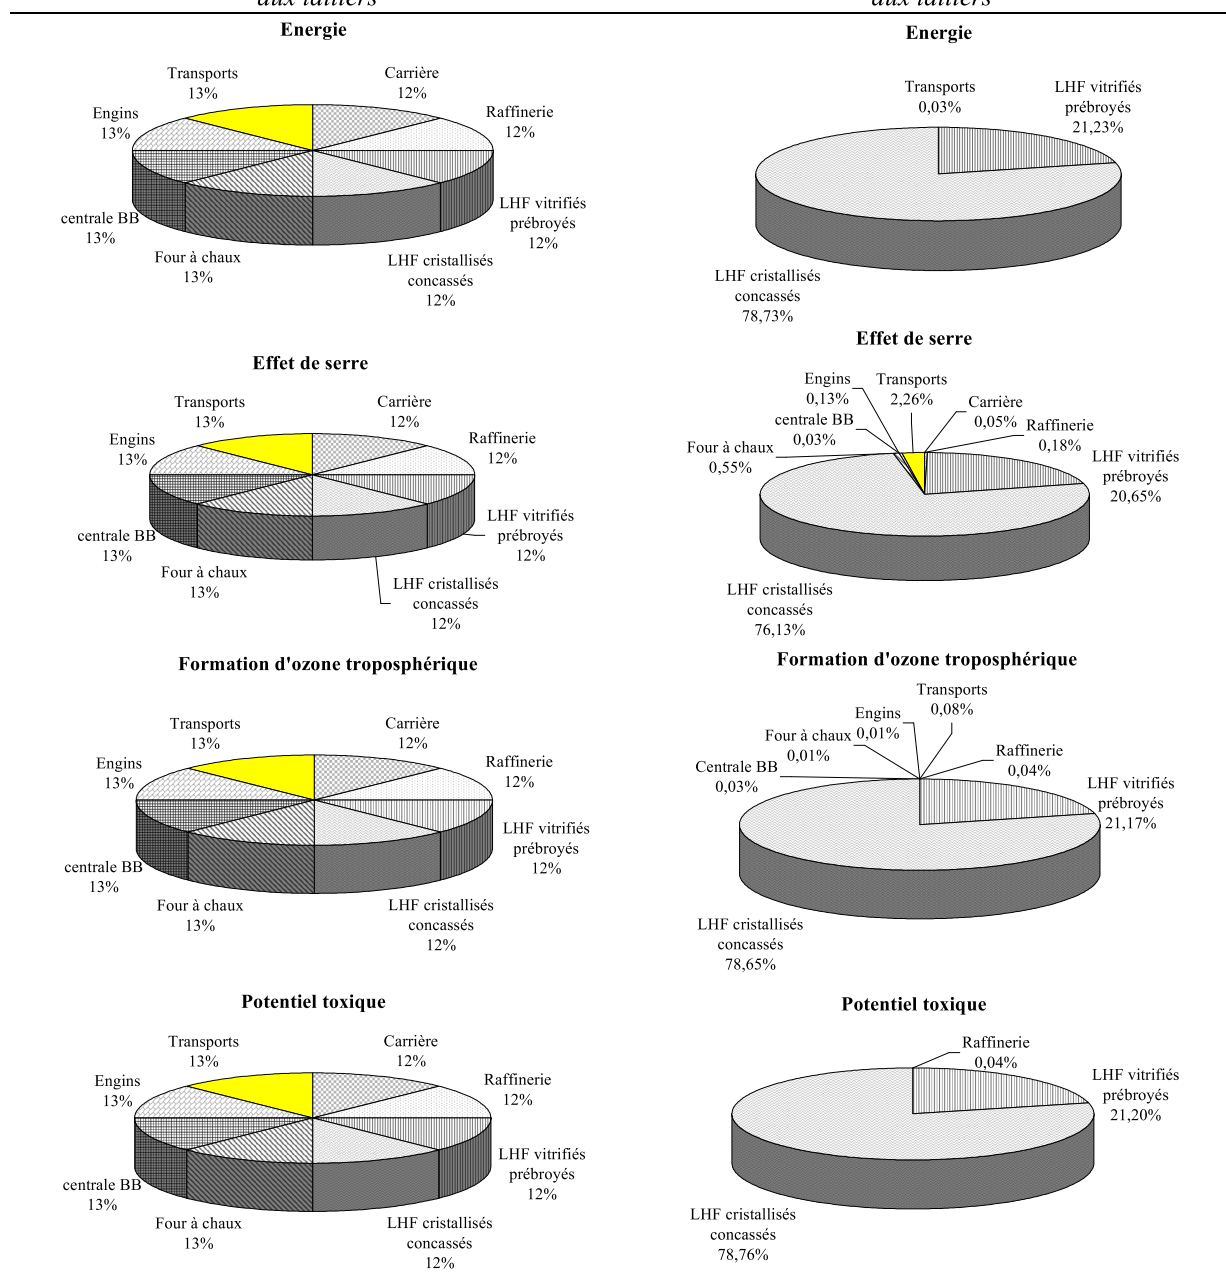 aux laitiers
aux laitiers
Energie
Transports
13%
Carrière
12%
Engins
13%
Raffinerie
12%
centrale BB
13%
LHF vitrifiés
prébroyés
12%
Four à chaux
13%
LHF cristallisés
concassés
12%
Energie
Transports
0,03%
LHF vitrifiés
prébroyés
21,23%
LHF cristallisés
concassés
78,73%
Effet de serre
Transports
13%
Carrière
12%
Engins
13%
Raffinerie
12%
centrale BB
13%
LHF vitrifiés
prébroyés
12%
Four à chaux
13%
LHF cristallisés
concassés
12%
Effet de serre
Engins
0,13%
Transports
2,26%
Carrière
0,05%
centrale BB
0,03%
Raffinerie
0,18%
Four à chaux
0,55%
LHF vitrifiés
prébroyés
20,65%
LHF cristallisés
concassés
76,13%
Formation d'ozone troposphérique
Transports
13%
Carrière
12%
Engins
13%
Raffinerie
12%
centrale BB
13%
LHF vitrifiés
prébroyés
12%
Four à chaux
13%
LHF cristallisés
concassés
12%
Formation d'ozone troposphérique
Transports
0,08%
Engins
0,01%
Four à chaux
0,01%
Raffinerie
0,04%
Centrale BB
0,03%
LHF vitrifiés
prébroyés
21,17%
LHF cristallisés
concassés
78,65%
Potentiel toxique
Transports
13%
Carrière
12%
Engins
13%
Raffinerie
12%
centrale BB
13%
LHF vitrifiés
prébroyés
12%
Four à chaux
13%
LHF cristallisés
concassés
12%
Potentiel toxique
Raffinerie
0,04%
LHF vitrifiés
prébroyés
21,20%
LHF cristallisés
concassés
78,76%